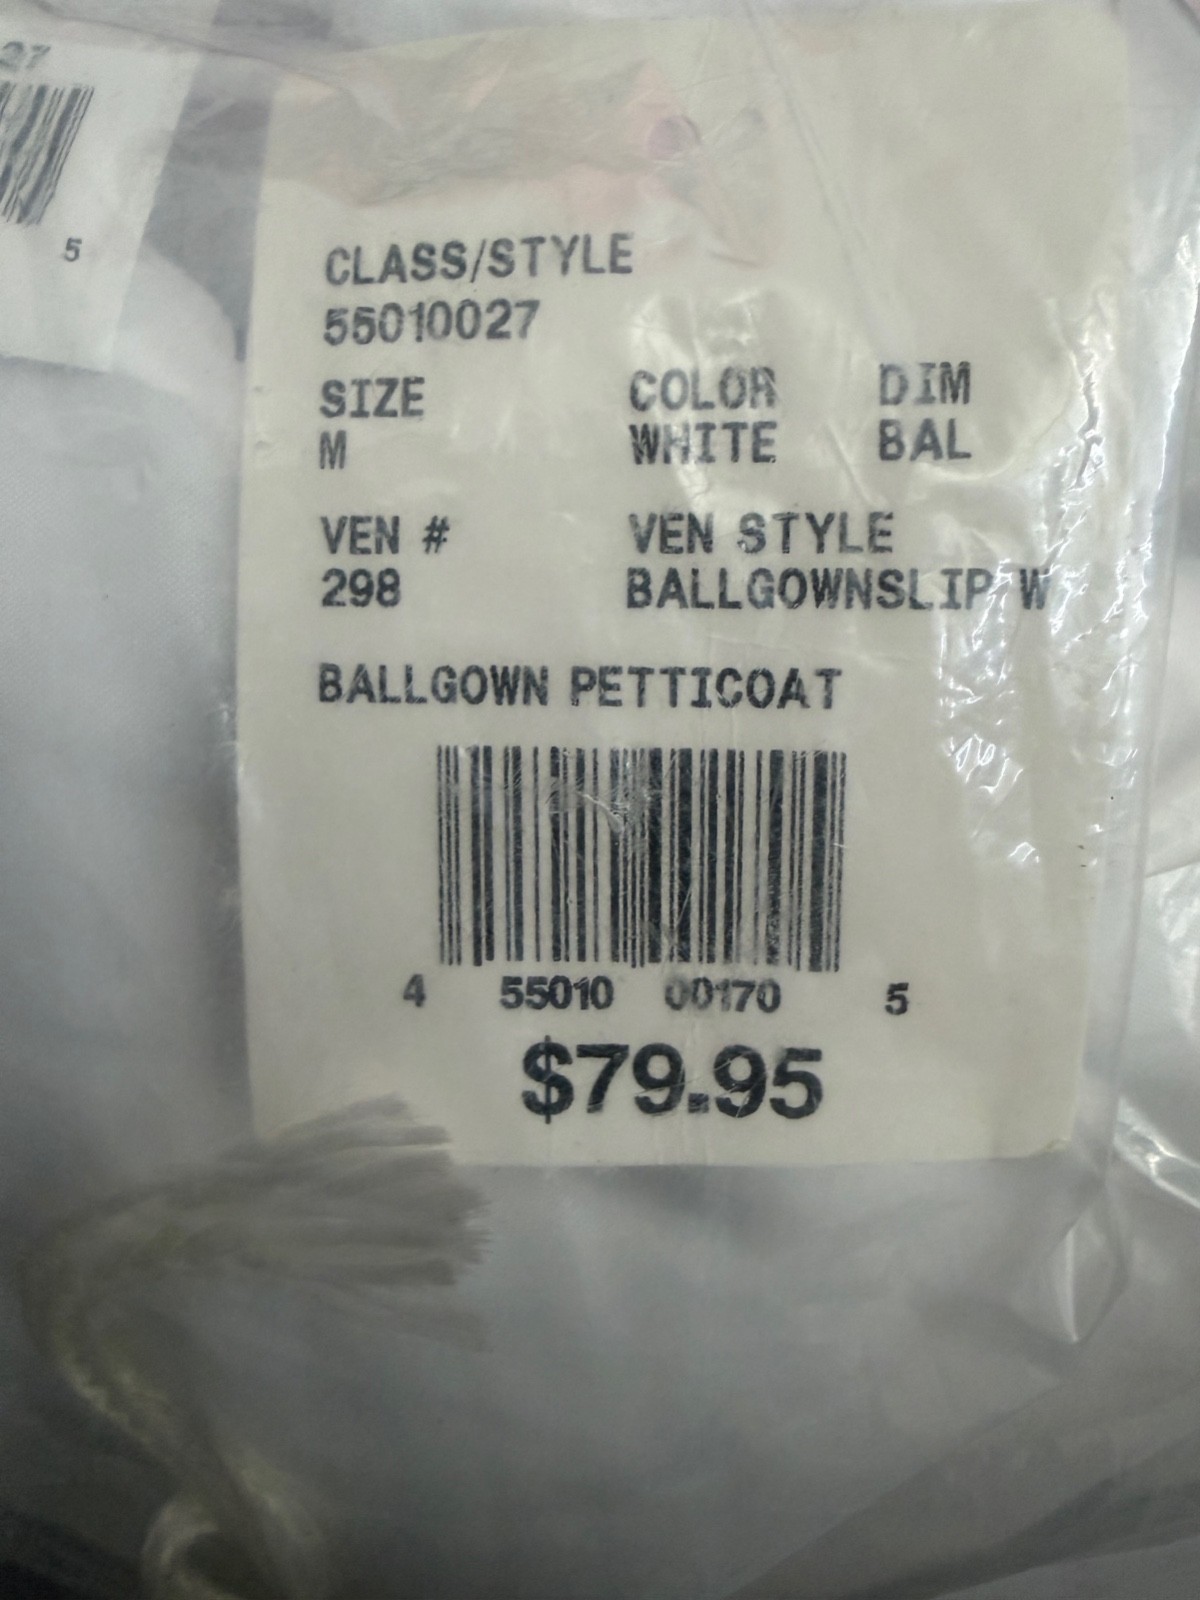 27
5
CLASS/STYLE
55010027
SIZE COLOR DIM
M WHITE BAL
VEN # VEN STYLE
298 BALLGOWNSLIP W
BALLGOWN PETTICOAT
4 55010 00170 5
$79.95